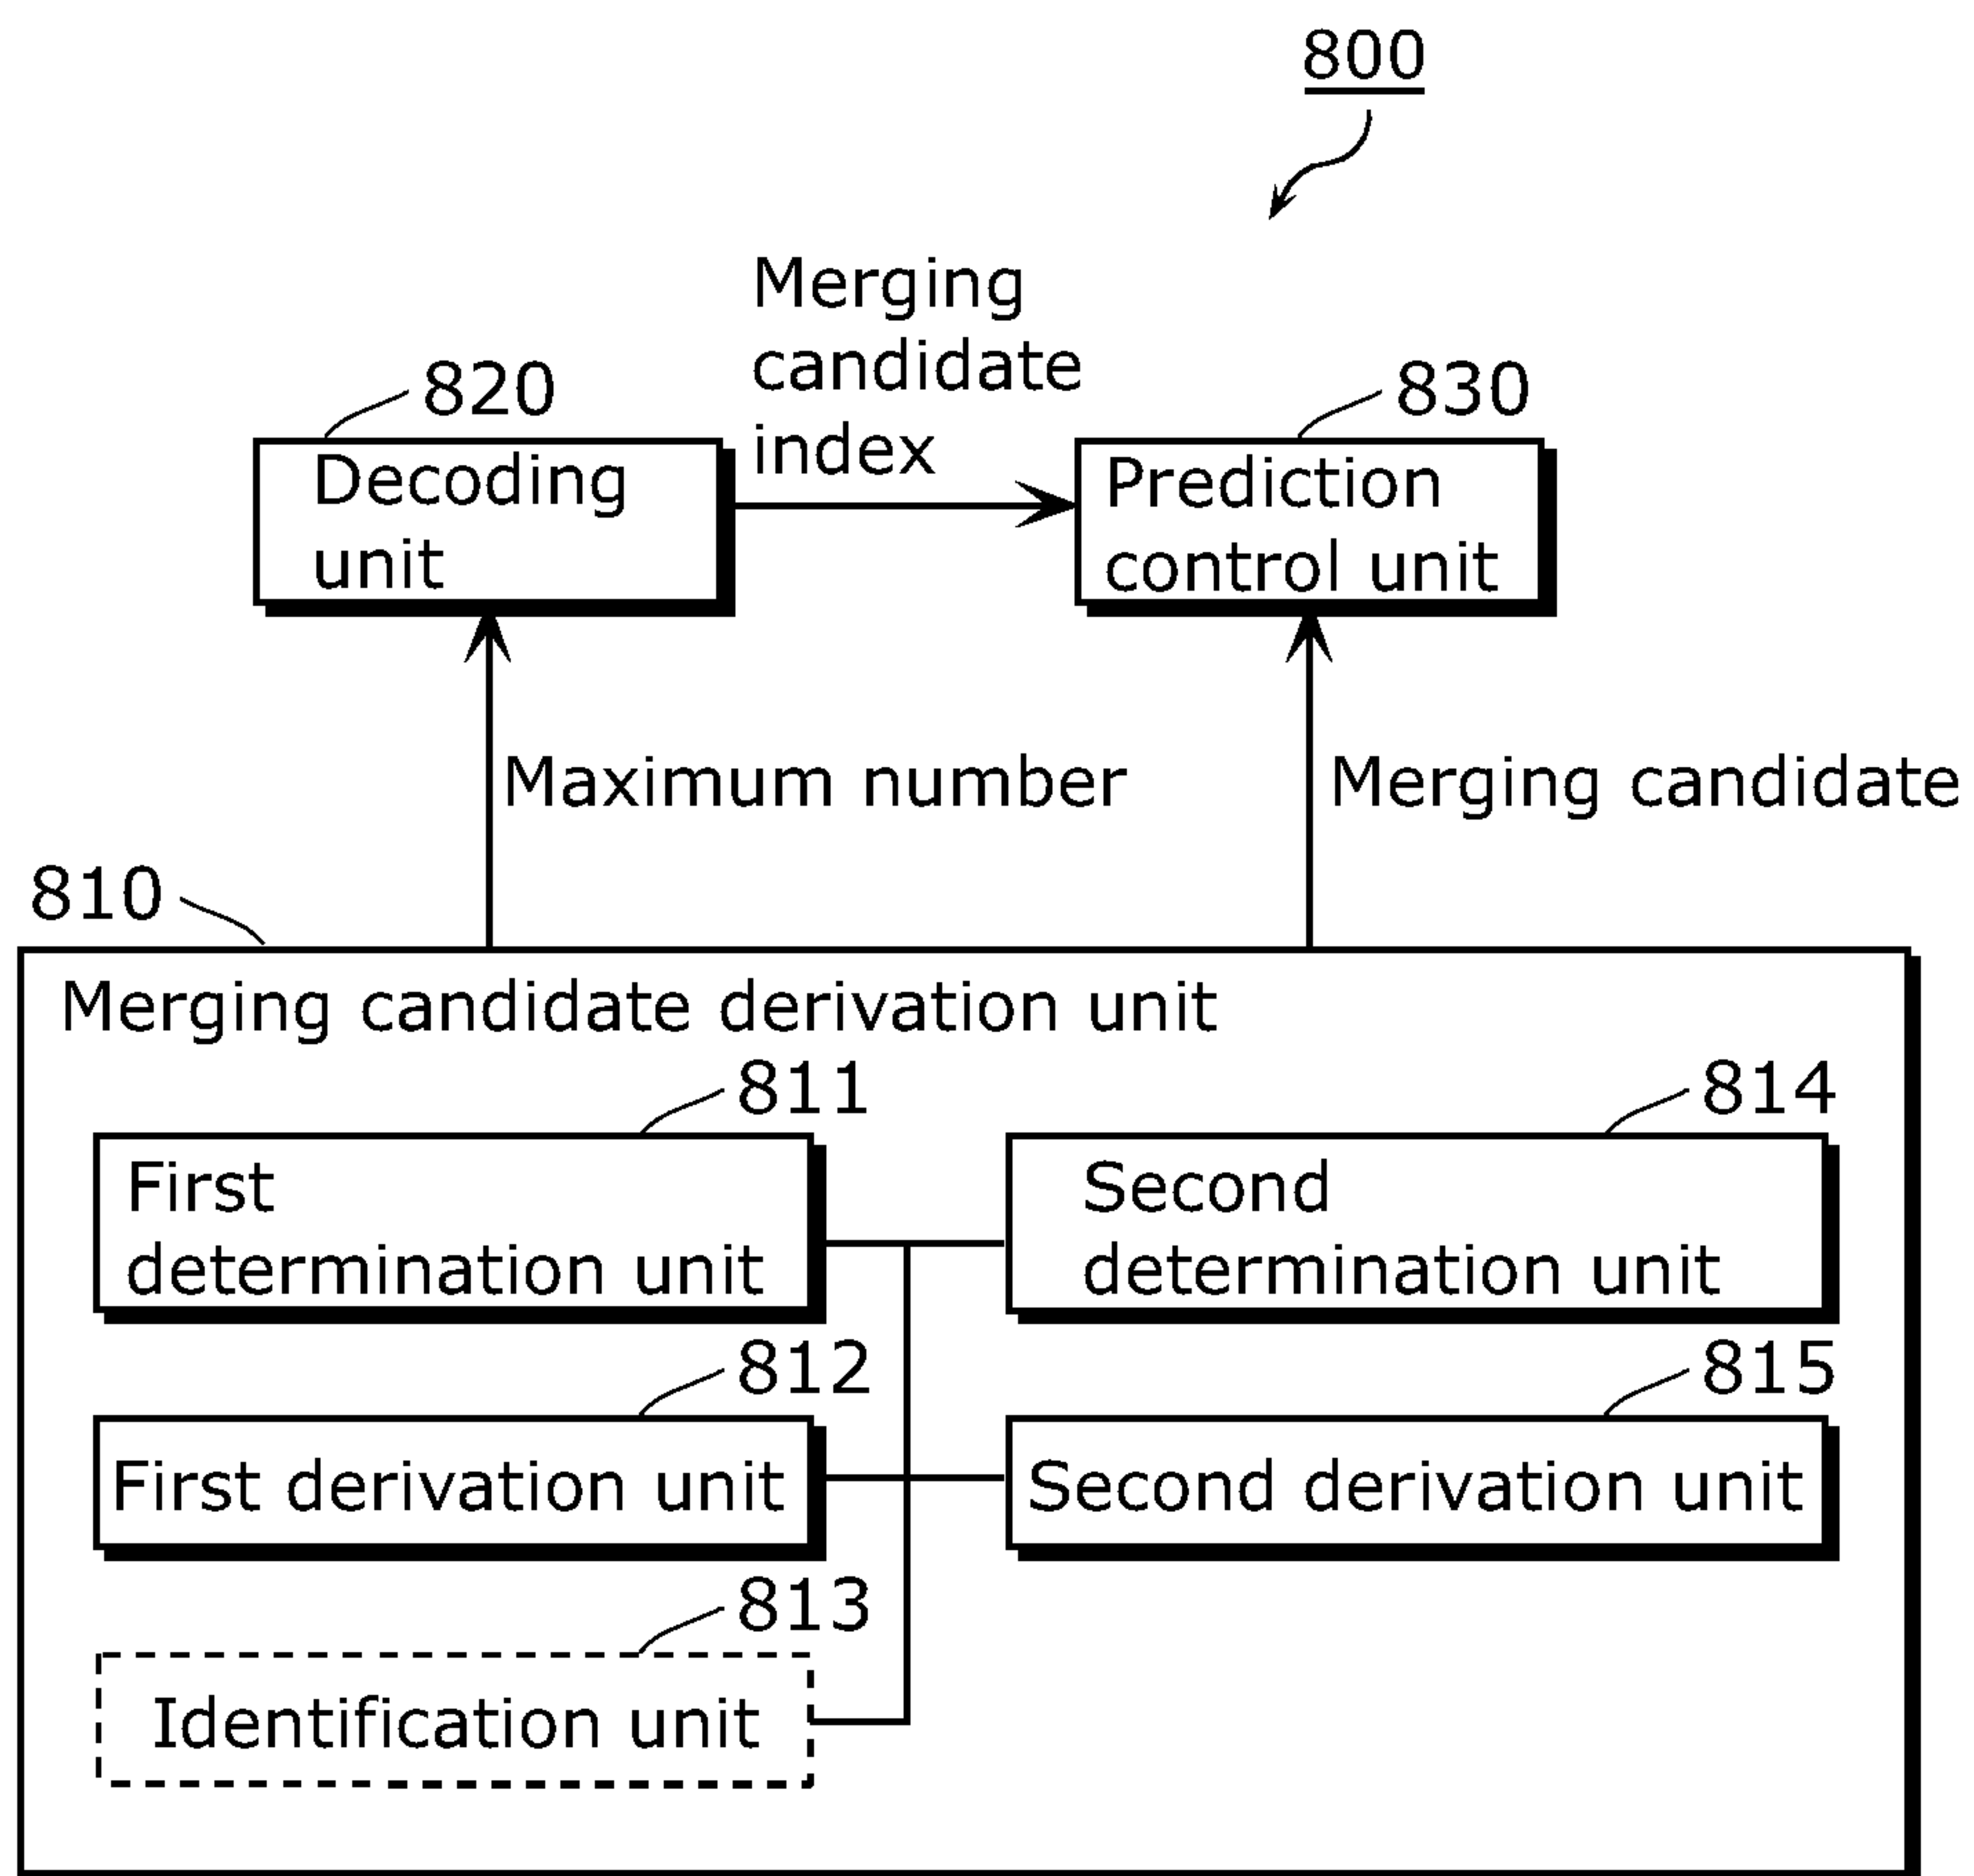 800
Merging
candidate
index
820
830
Decoding
unit
Prediction
control unit
Maximum number
Merging candidate
810
Merging candidate derivation unit
811
814
First
determination unit
Second
determination unit
812
815
First derivation unit
Second derivation unit
813
Identification unit